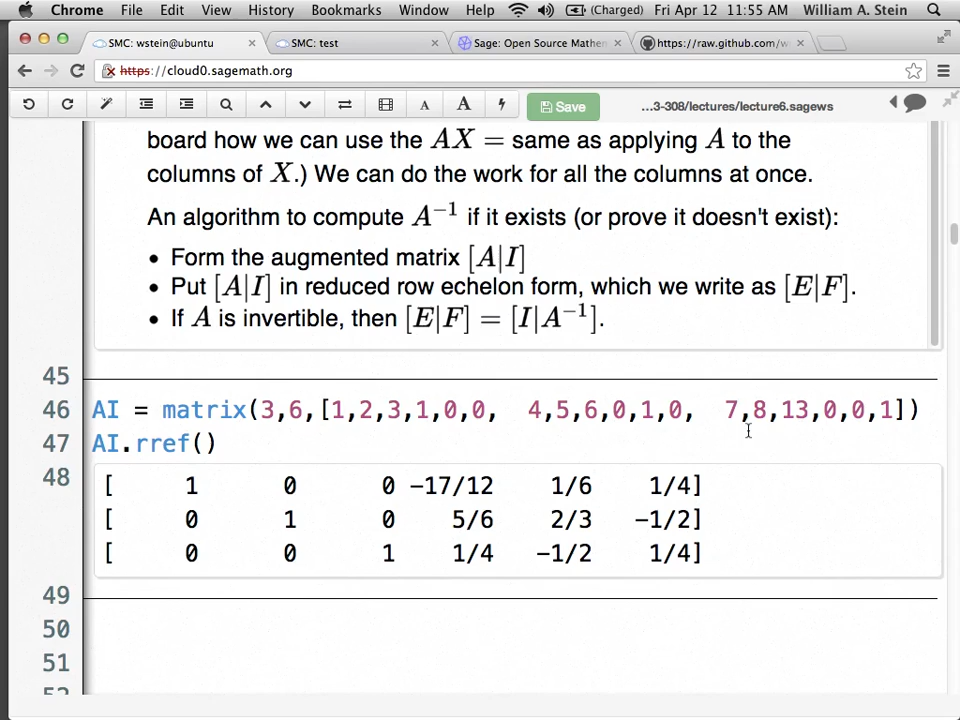 Chrome File Edit View History Bookmarks Window Help (Charged) Fri Apr 12 11:55 AM William A. Stein
SMC: wstein@ubuntu × SMC: test × Sage: Open Source Mathem × https://raw.github.com/w ×
https://cloud0.sagemath.org
A A Save ...3-308/lectures/lecture6.sagews
board how we can use the AX = same as applying A to the
columns of X.) We can do the work for all the columns at once.
An algorithm to compute A⁻¹ if it exists (or prove it doesn't exist):
• Form the augmented matrix [A|I]
• Put [A|I] in reduced row echelon form, which we write as [E|F].
• If A is invertible, then [E|F] = [I|A⁻¹].
45
46 AI = matrix(3,6,[1,2,3,1,0,0, 4,5,6,0,1,0, 7,8,13,0,0,1])
47 AI.rref()
48 [ 1 0 0 -17/12 1/6 1/4]
[ 0 1 0 5/6 2/3 -1/2]
[ 0 0 1 1/4 -1/2 1/4]
49
50
51